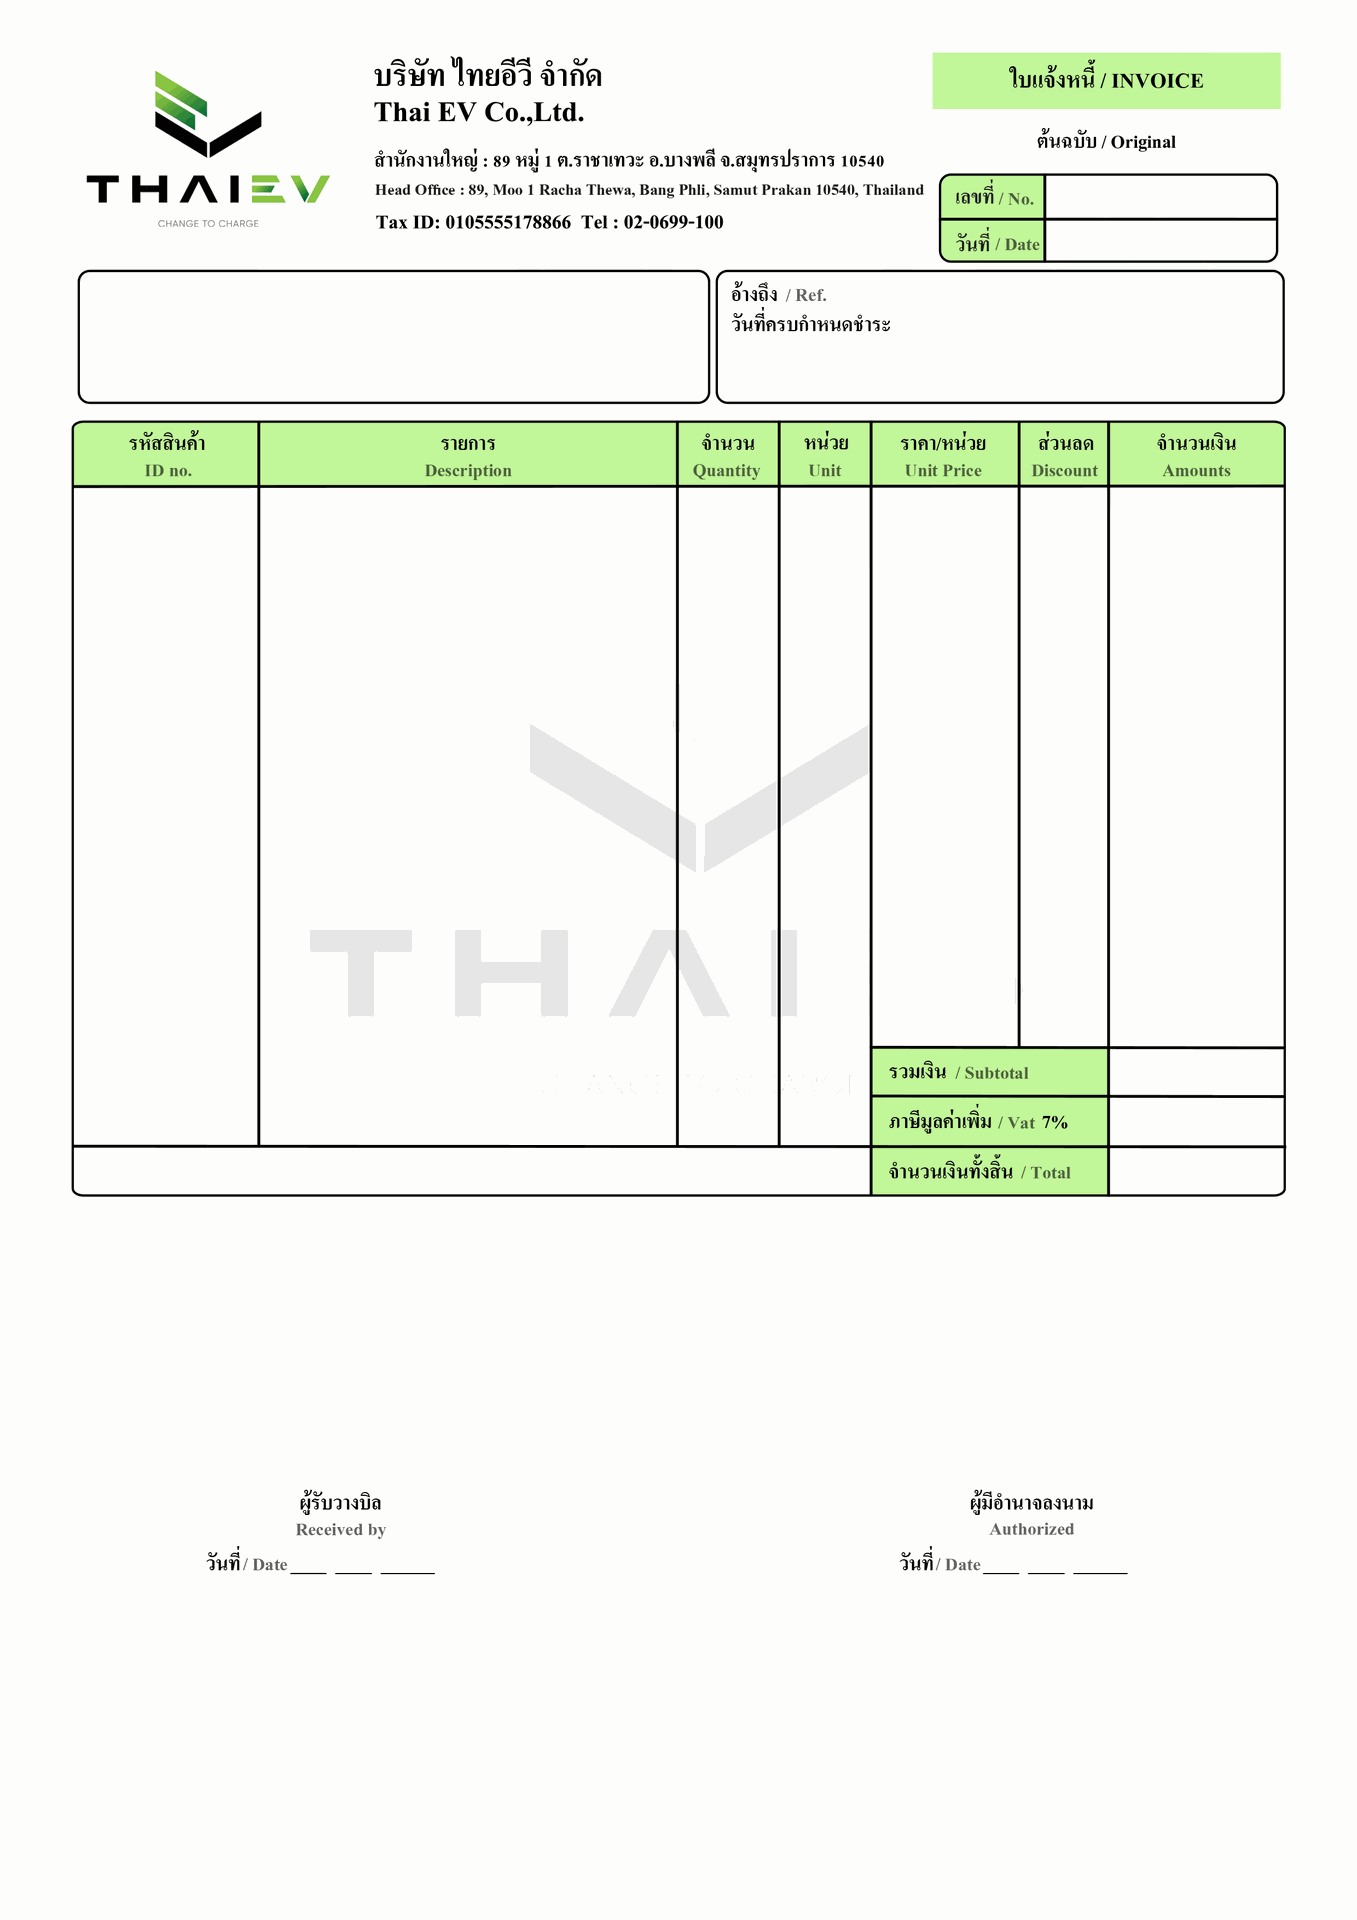 THAIEV
CHANGE TO CHARGE
บริษัท ไทยอีวี จำกัด
Thai EV Co.,Ltd.
สำนักงานใหญ่ : 89 หมู่ 1 ต.ราชาเทวะ อ.บางพลี จ.สมุทรปราการ 10540
Head Office : 89, Moo 1 Racha Thewa, Bang Phli, Samut Prakan 10540, Thailand
Tax ID: 0105555178866 Tel : 02-0699-100
ใบแจ้งหนี้ / INVOICE
ต้นฉบับ / Original
เลขที่ / No.
วันที่ / Date
อ้างถึง / Ref.
วันที่ครบกำหนดชำระ
รหัสสินค้า รายการ จำนวน หน่วย ราคา/หน่วย ส่วนลด จำนวนเงิน
ID no. Description Quantity Unit Unit Price Discount Amounts
THAI
รวมเงิน / Subtotal
ภาษีมูลค่าเพิ่ม / Vat 7%
จำนวนเงินทั้งสิ้น / Total
ผู้รับวางบิล
Received by
วันที่ / Date ____ ____ ______
ผู้มีอำนาจลงนาม
Authorized
วันที่ / Date ____ ____ ______